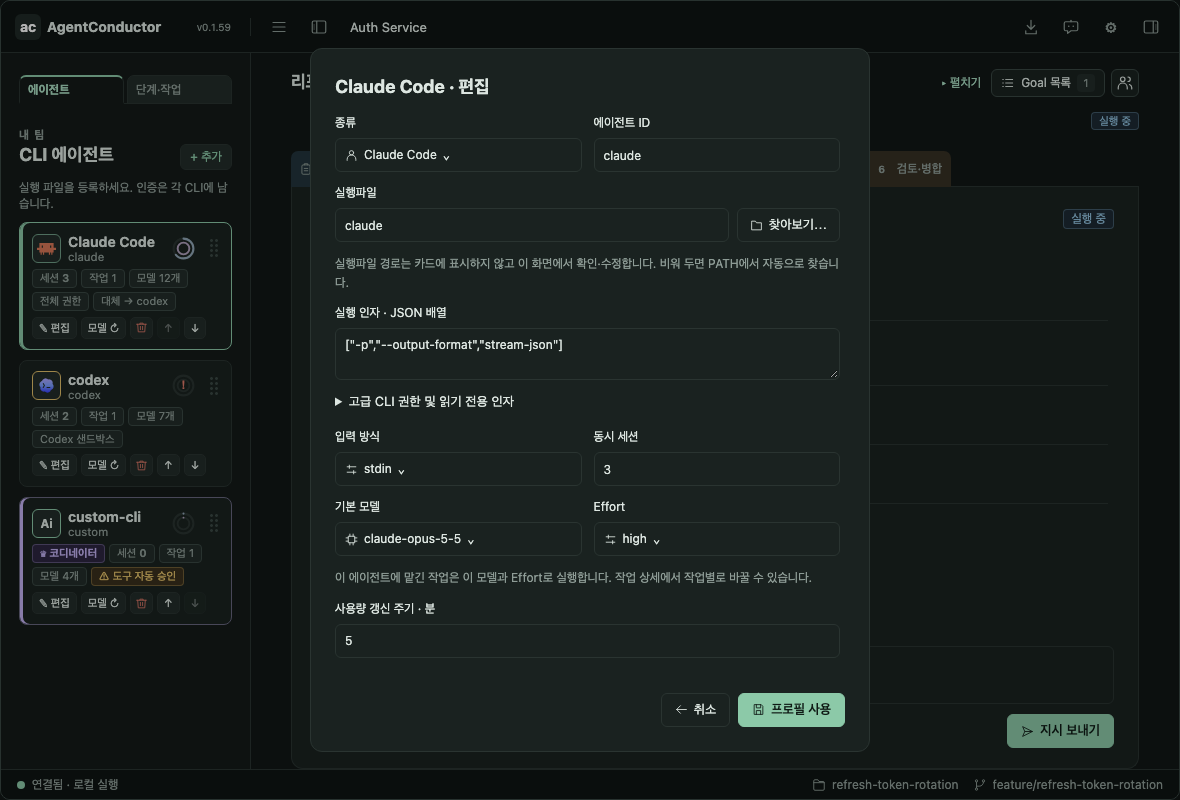 ac AgentConductor v0.1.59 Auth Service
에이전트 단계·작업
내 팀
CLI 에이전트 + 추가
실행 파일을 등록하세요. 인증은 각 CLI에 남
습니다.
Claude Code
claude
세션 3 작업 1 모델 12개
전체 권한 대체 → codex
편집 모델
codex
codex
세션 2 작업 1 모델 7개
Codex 샌드박스
편집 모델
Ai custom-cli
custom
코디네이터 세션 0 작업 1
모델 4개 도구 자동 승인
편집 모델
펼치기 Goal 목록 1
실행 중
6 검토·병합
실행 중
Claude Code · 편집
종류 에이전트 ID
Claude Code claude
실행파일
claude 찾아보기...
실행파일 경로는 카드에 표시하지 않고 이 화면에서 확인·수정합니다. 비워 두면 PATH에서 자동으로 찾습니
다.
실행 인자 · JSON 배열
["-p","--output-format","stream-json"]
고급 CLI 권한 및 읽기 전용 인자
입력 방식 동시 세션
stdin 3
기본 모델 Effort
claude-opus-5-5 high
이 에이전트에 맡긴 작업은 이 모델과 Effort로 실행합니다. 작업 상세에서 작업별로 바꿀 수 있습니다.
사용량 갱신 주기 · 분
5
← 취소 프로필 사용
지시 보내기
연결됨 · 로컬 실행 refresh-token-rotation feature/refresh-token-rotation